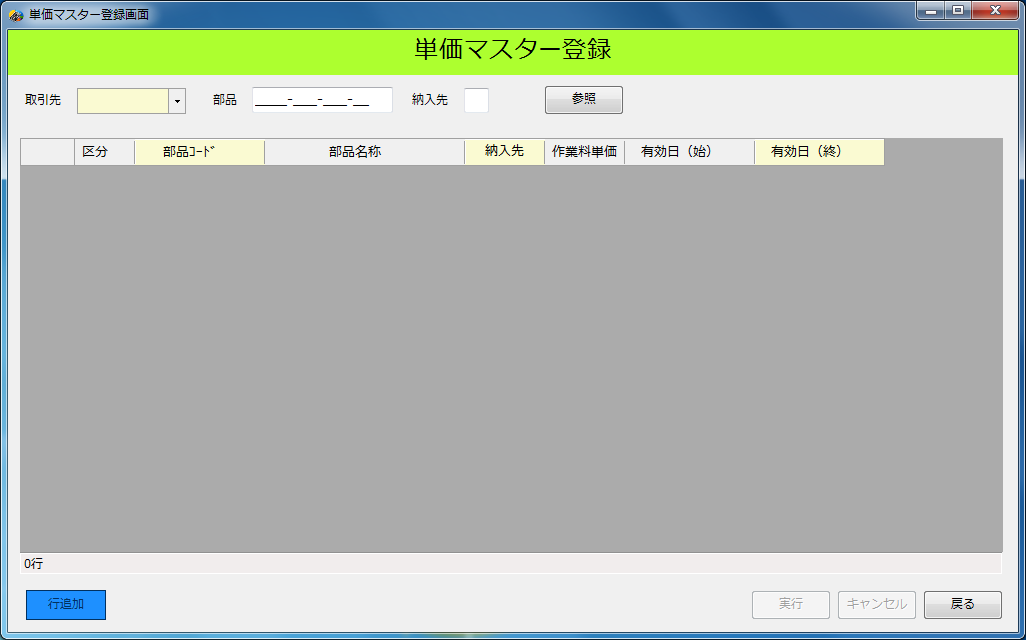 単価マスター登録画面
単価マスター登録
取引先 部品 _____-___-___-__ 納入先 参照
区分 部品ｺｰﾄﾞ 部品名称 納入先 作業料単価 有効日（始） 有効日（終）
0行
行追加 実行 キャンセル 戻る